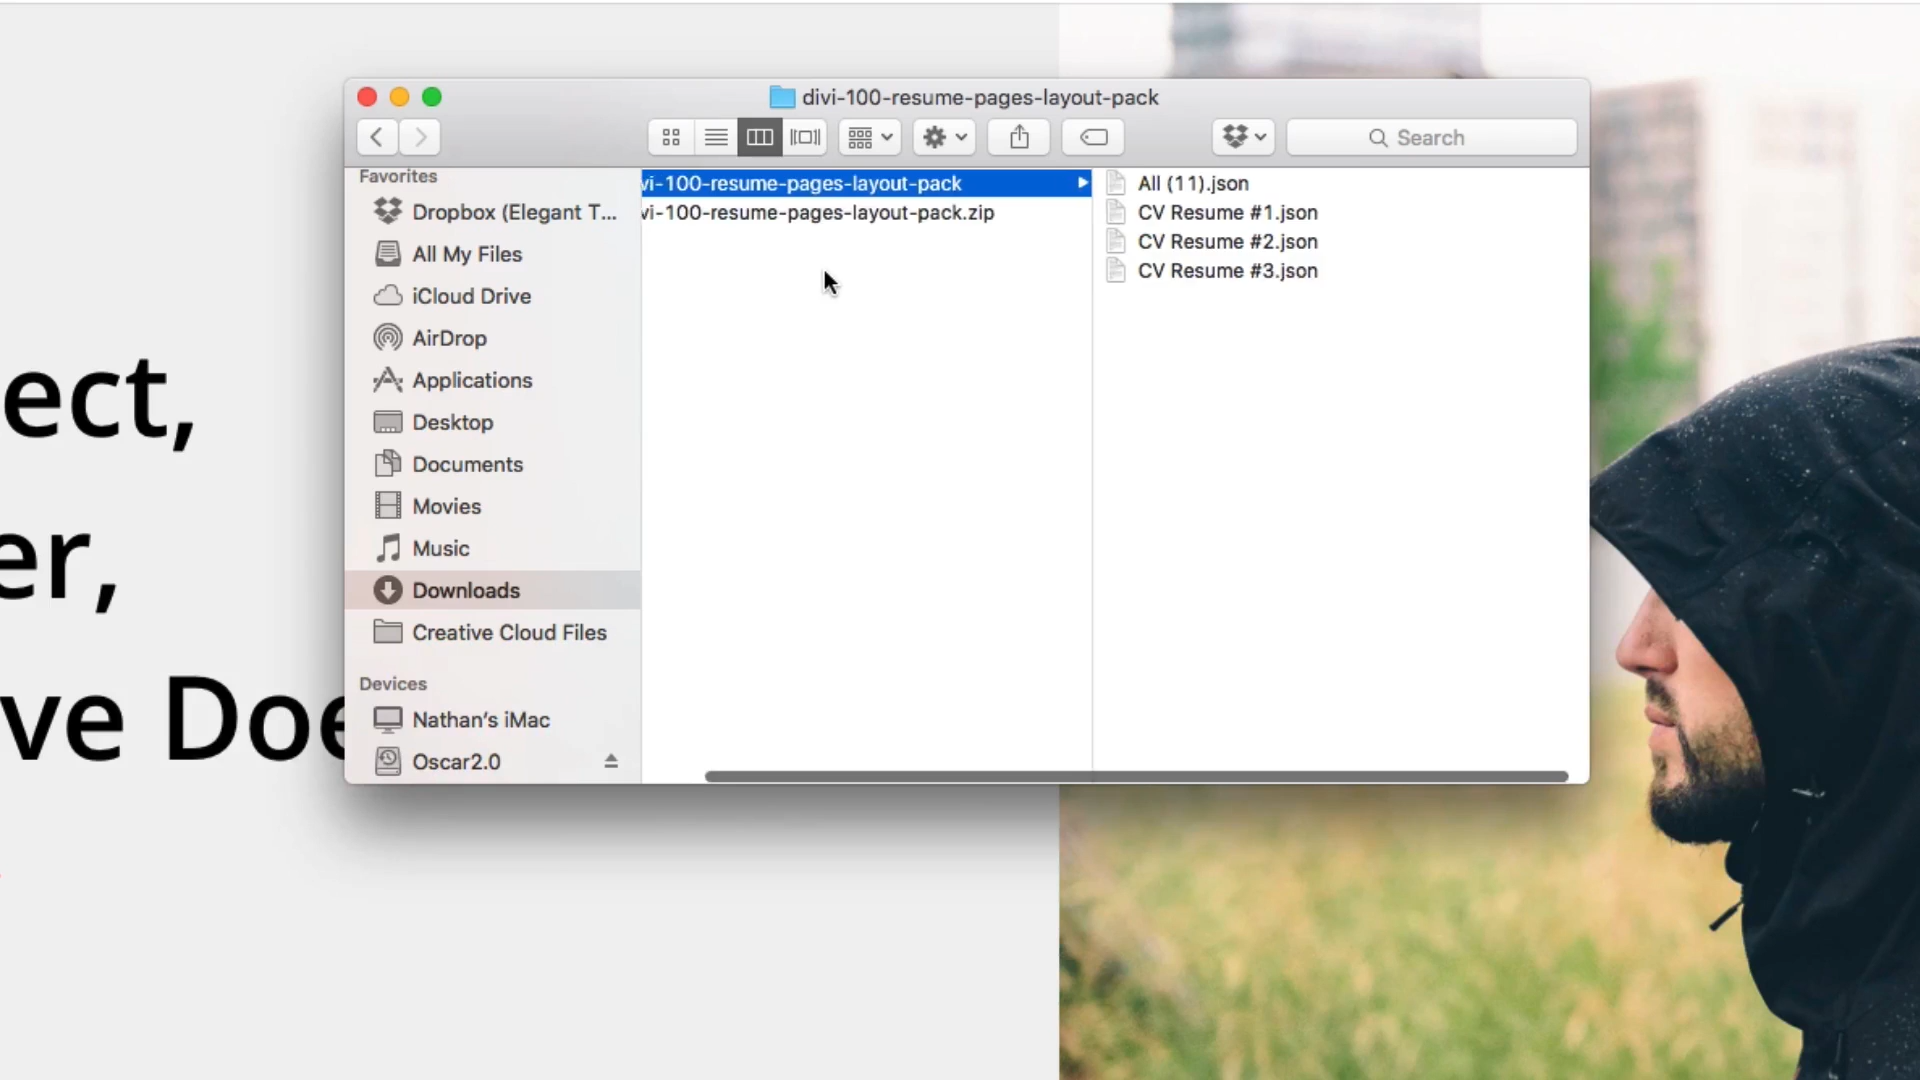 divi-100-resume-pages-layout-pack
Search
Favorites
Dropbox (Elegant T...
All My Files
iCloud Drive
AirDrop
Applications
Desktop
Documents
Movies
Music
Downloads
Creative Cloud Files
Devices
Nathan's iMac
Oscar2.0
vi-100-resume-pages-layout-pack
vi-100-resume-pages-layout-pack.zip
All (11).json
CV Resume #1.json
CV Resume #2.json
CV Resume #3.json
ect,
er,
ve Doe